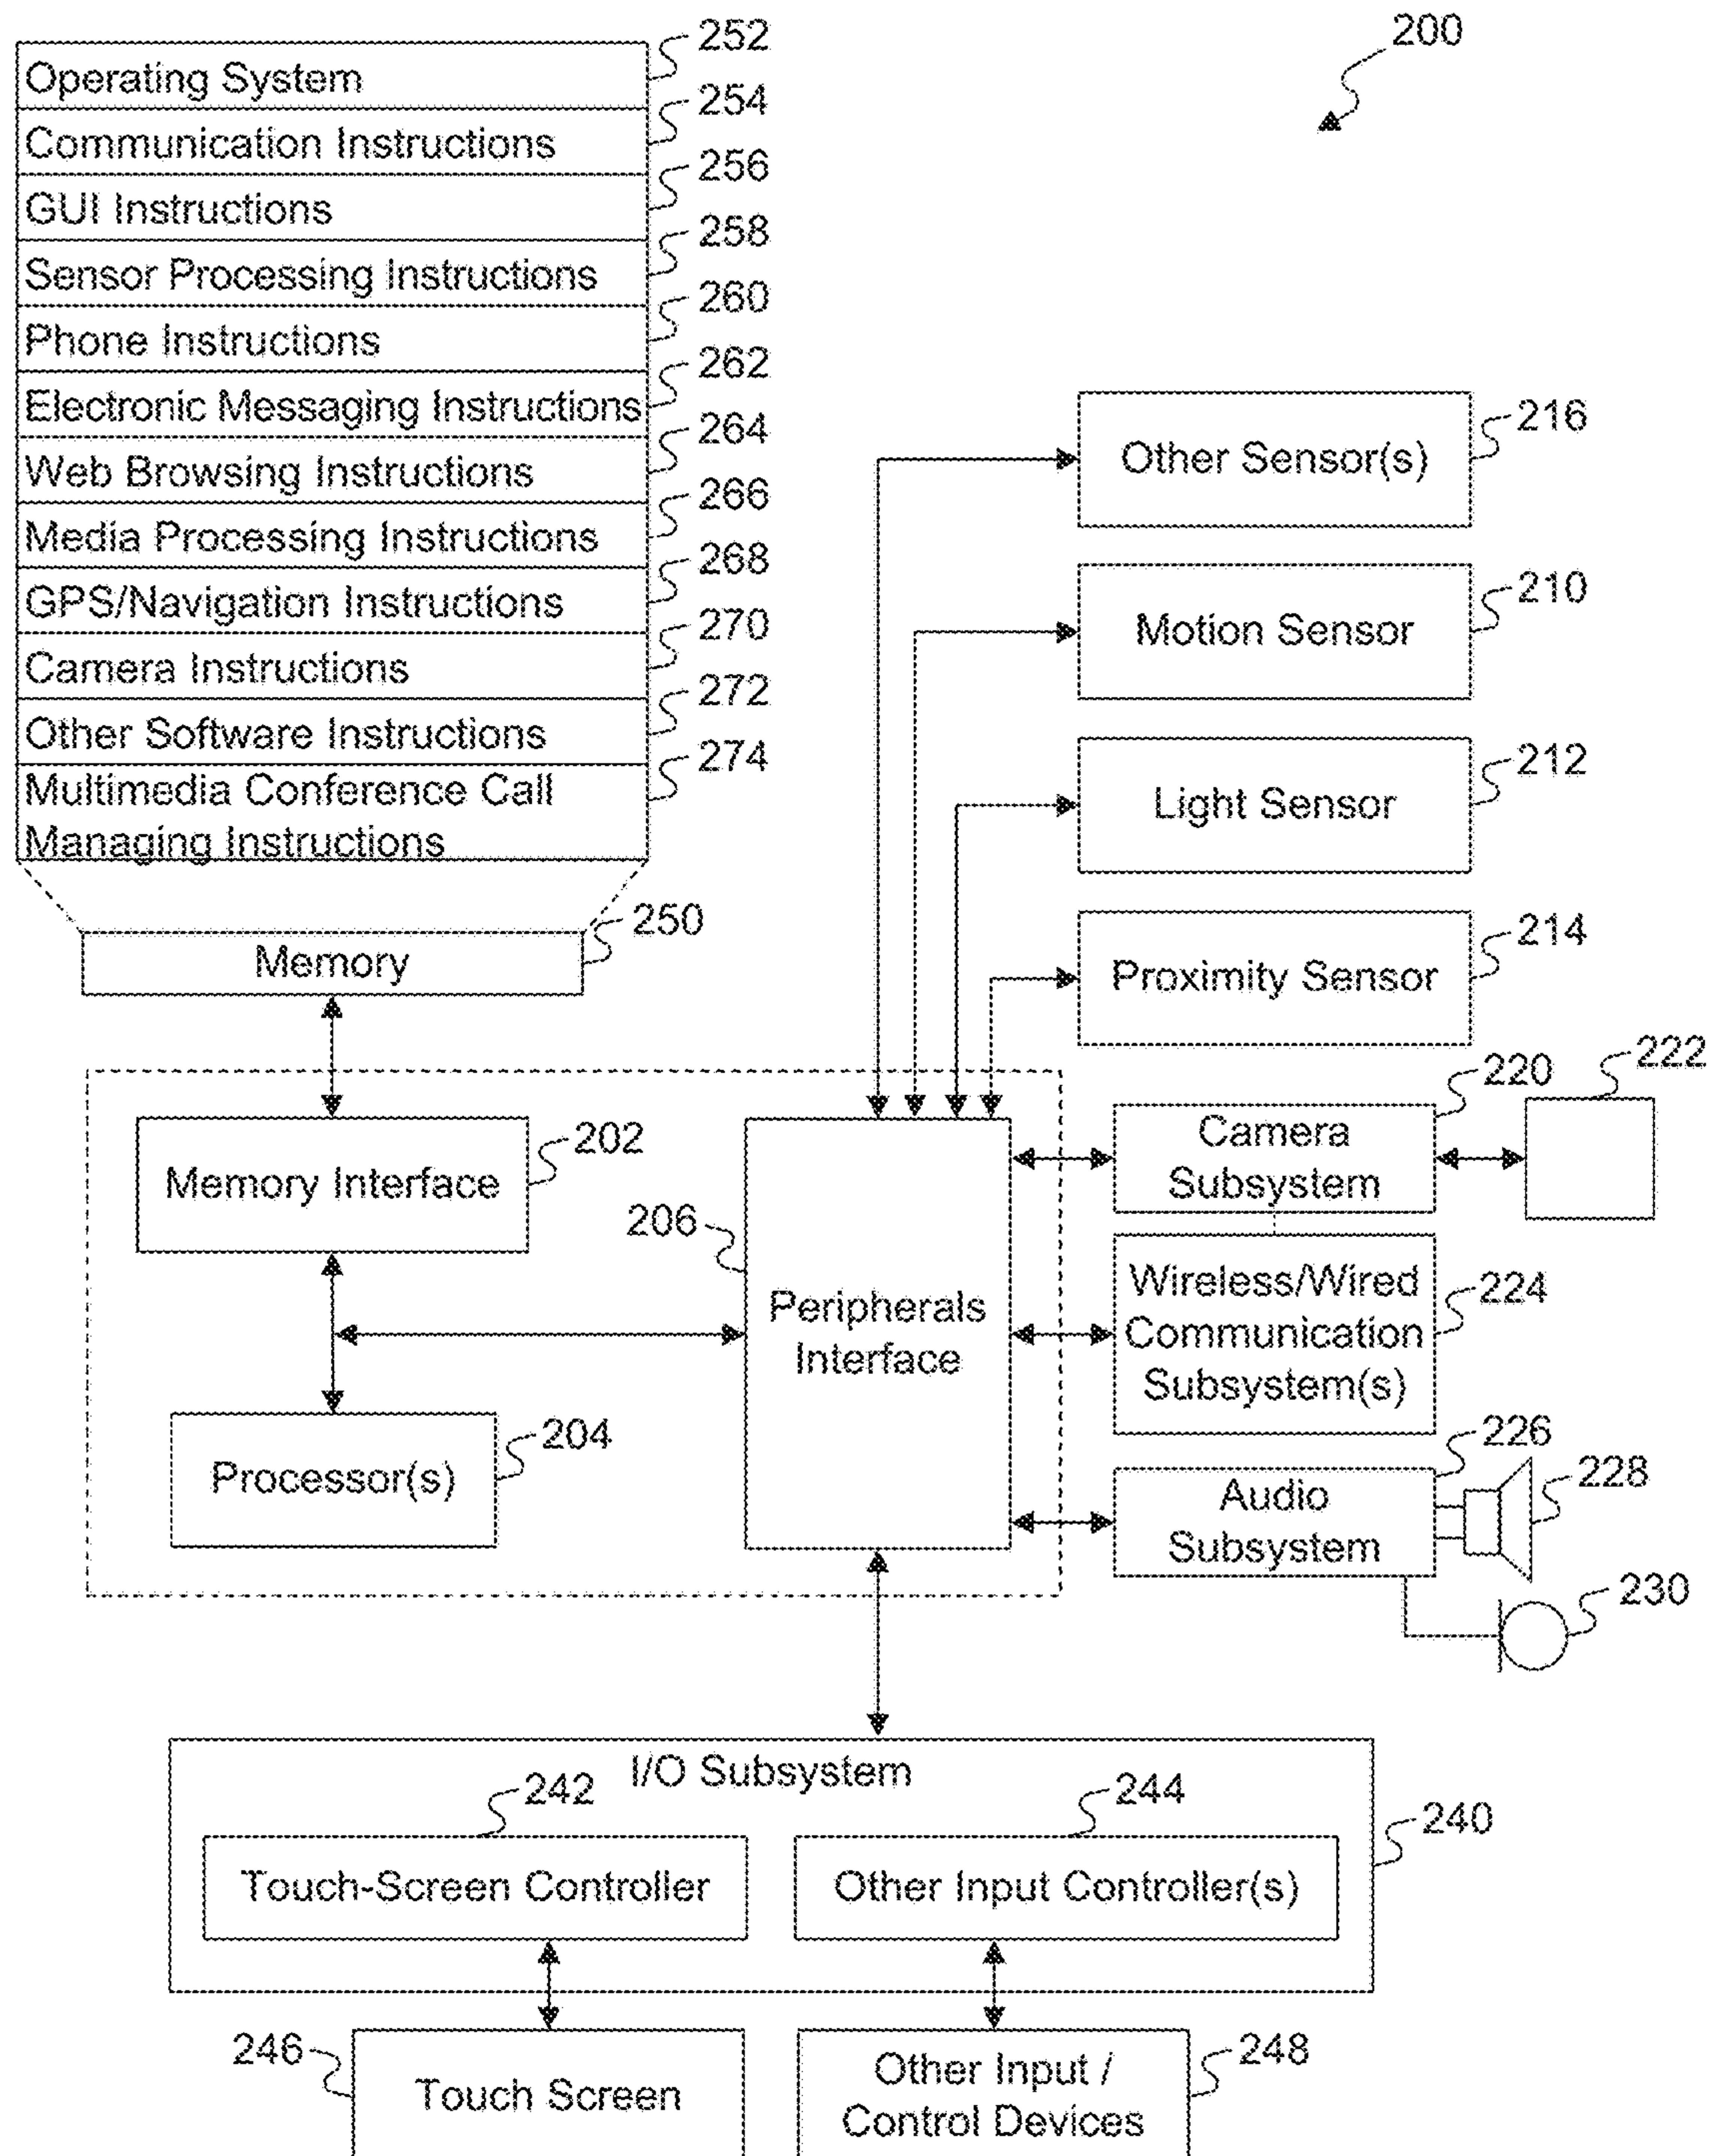 200
Operating System 252
Communication Instructions 254
GUI Instructions 256
Sensor Processing Instructions 258
Phone Instructions 260
Electronic Messaging Instructions 262
Web Browsing Instructions 264
Media Processing Instructions 266
GPS/Navigation Instructions 268
Camera Instructions 270
Other Software Instructions 272
Multimedia Conference Call 274
Managing Instructions
Memory 250
Other Sensor(s) 216
Motion Sensor 210
Light Sensor 212
Proximity Sensor 214
Memory Interface 202
Processor(s) 204
206
Peripherals
Interface
Camera 220
Subsystem
222
Wireless/Wired
Communication 224
Subsystem(s)
Audio 226
Subsystem
228
230
I/O Subsystem 240
242
Touch-Screen Controller
244
Other Input Controller(s)
246
Touch Screen
Other Input / 248
Control Devices